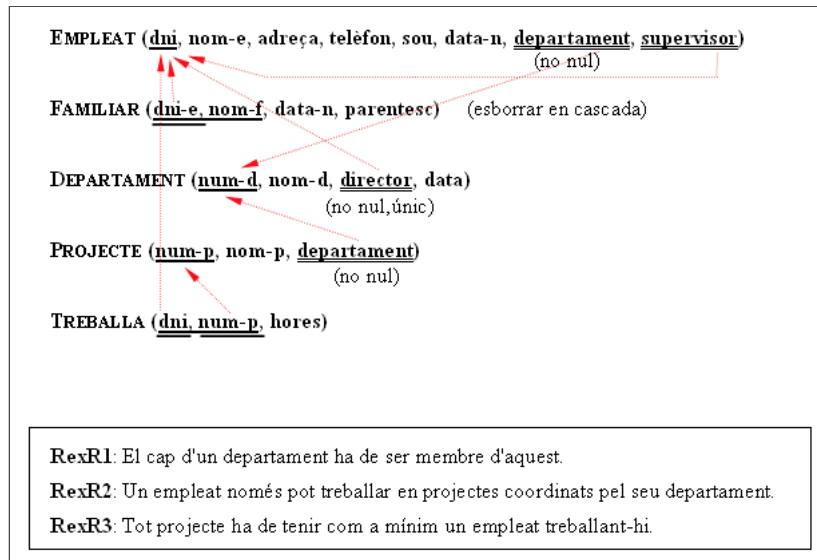 EMPLEAT (dni, nom-e, adreça, telèfon, sou, data-n, departament, supervisor)
(no nul)
FAMILIAR (dni-e, nom-f, data-n, parentesc) (esborrar en cascada)
DEPARTAMENT (num-d, nom-d, director, data)
(no nul,únic)
PROJECTE (num-p, nom-p, departament)
(no nul)
TREBALLA (dni, num-p, hores)
RexR1: El cap d'un departament ha de ser membre d'aquest.
RexR2: Un empleat només pot treballar en projectes coordinats pel seu departament.
RexR3: Tot projecte ha de tenir com a mínim un empleat treballant-hi.